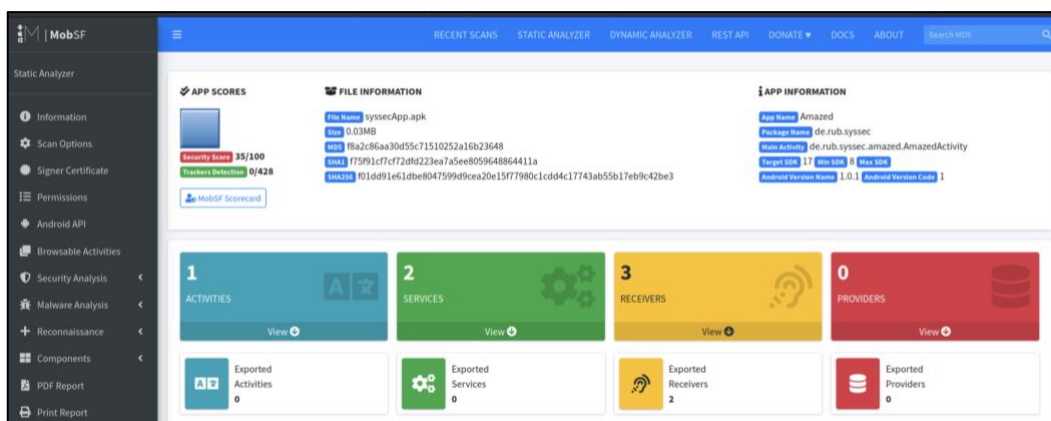 MobSF
RECENT SCANS STATIC ANALYZER DYNAMIC ANALYZER REST API DONATE ♥ DOCS ABOUT Search MD5
Static Analyzer
Information
Scan Options
Signer Certificate
Permissions
Android API
Browsable Activities
Security Analysis
Malware Analysis
Reconnaissance
Components
PDF Report
Print Report
APP SCORES
Security Score 35/100
Trackers Detection 0/428
MobSF Scorecard
FILE INFORMATION
File Name syssecApp.apk
Size 0.03MB
MD5 f8a2c86aa30d55c71510252a16b23648
SHA1 f75f91cf7cf72dfd223ea7a5ee8059648864411a
SHA256 f01dd91e61dbe8047599d9cea20e15f77980c1cdd4c17743ab55b17eb9c42be3
APP INFORMATION
App Name Amazed
Package Name de.rub.syssec
Main Activity de.rub.syssec.amazed.AmazedActivity
Target SDK 17 Min SDK 8 Max SDK
Android Version Name 1.0.1 Android Version Code 1
1
ACTIVITIES
View
2
SERVICES
View
3
RECEIVERS
View
0
PROVIDERS
View
Exported
Activities
0
Exported
Services
0
Exported
Receivers
2
Exported
Providers
0